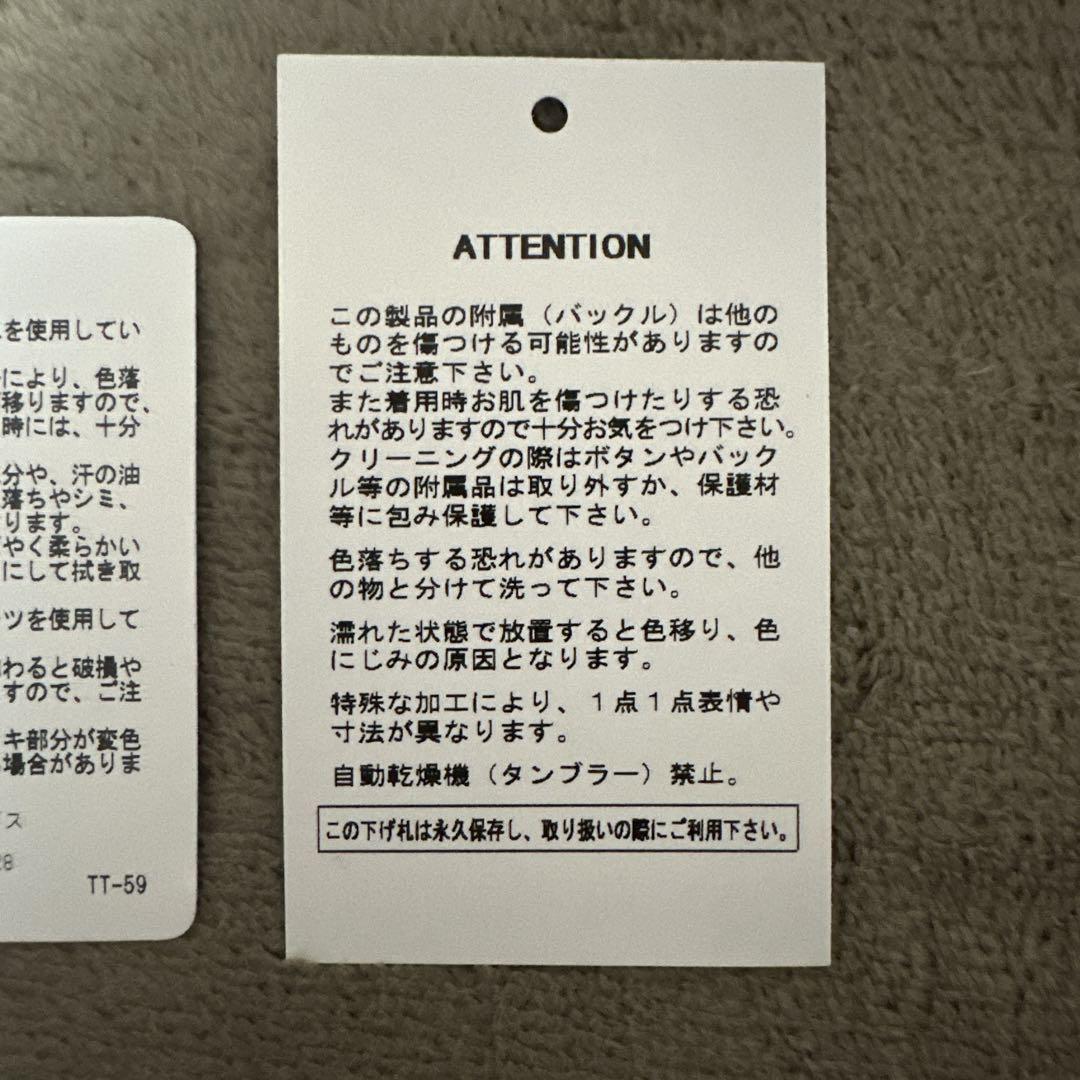 ATTENTION
この製品の附属（バックル）は他の
ものを傷つける可能性がありますの
でご注意下さい。
また着用時お肌を傷つけたりする恐
れがありますので十分お気をつけ下さい。
クリーニングの際はボタンやバック
ル等の附属品は取り外すか、保護材
等に包み保護して下さい。
色落ちする恐れがありますので、他
の物と分けて洗って下さい。
濡れた状態で放置すると色移り、色
にじみの原因となります。
特殊な加工により、１点１点表情や
寸法が異なります。
自動乾燥機（タンブラー）禁止。
この下げ札は永久保存し、取り扱いの際にご利用下さい。
を使用してい
により、色落
移りますので、
時には、十分
分や、汗の油
落ちやシミ、
ります。
やく柔らかい
にして拭き取
ツを使用して
わると破損や
すので、ご注
キ部分が変色
場合がありま
ス
28
TT-59